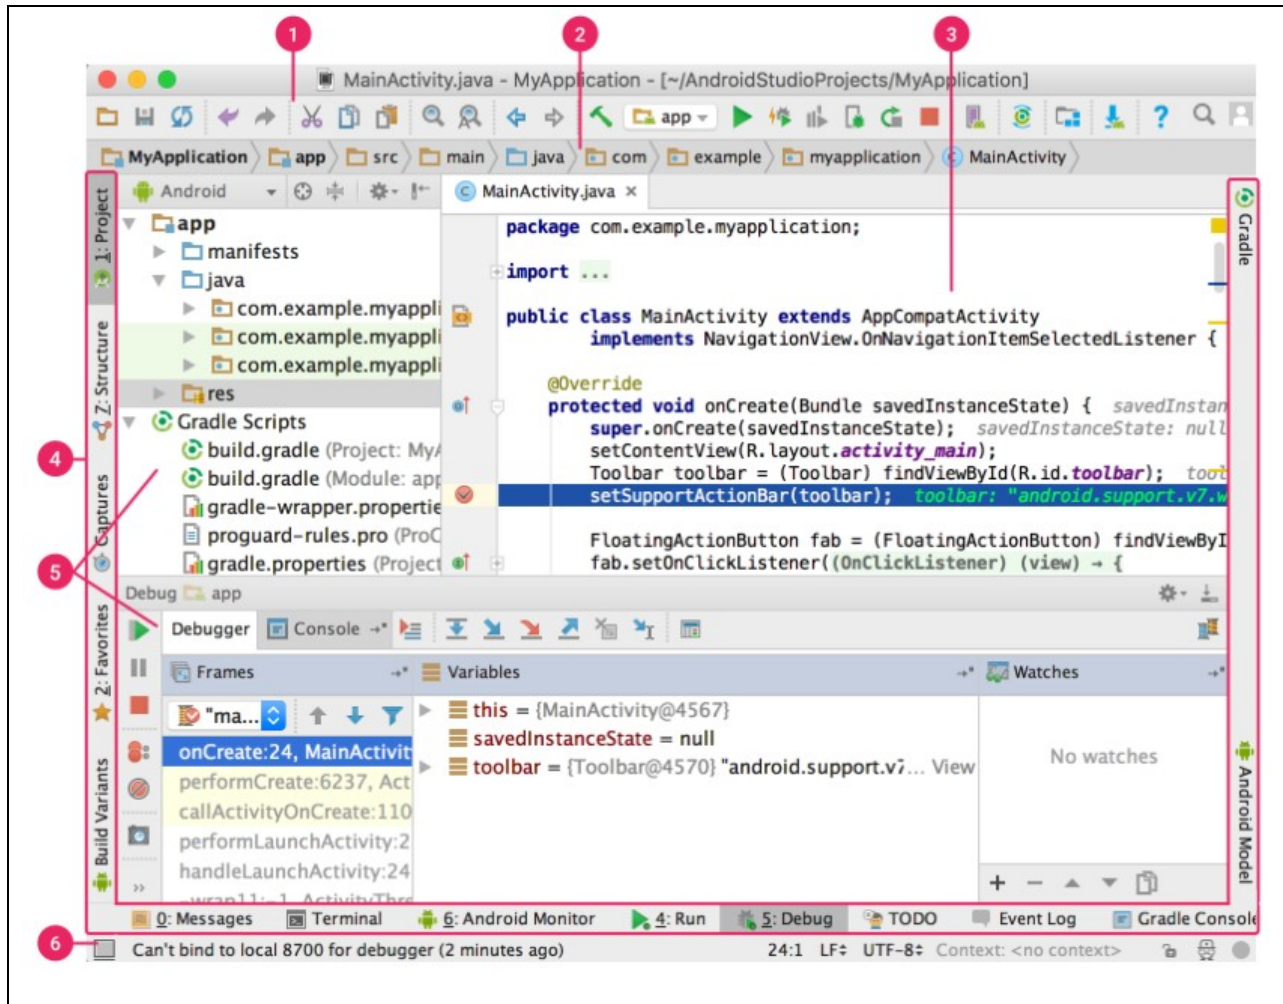 1
2
3
MainActivity.java - MyApplication - [~/AndroidStudioProjects/MyApplication]
app
MyApplication app src main java com example myapplication MainActivity
1: Project
Android
MainActivity.java
Gradle
app
manifests
java
com.example.myappli
com.example.myappli
com.example.myappli
res
Gradle Scripts
build.gradle (Project: MyA
build.gradle (Module: app
gradle-wrapper.propertie
proguard-rules.pro (ProC
gradle.properties (Project
package com.example.myapplication;
import ...
public class MainActivity extends AppCompatActivity
implements NavigationView.OnNavigationItemSelectedListener {
@Override
protected void onCreate(Bundle savedInstanceState) { savedInstan
super.onCreate(savedInstanceState); savedInstanceState: null
setContentView(R.layout.activity_main);
Toolbar toolbar = (Toolbar) findViewById(R.id.toolbar); tool
setSupportActionBar(toolbar); toolbar: "android.support.v7.w
FloatingActionButton fab = (FloatingActionButton) findViewByI
fab.setOnClickListener((OnClickListener) (view) → {
Z: Structure
4
Captures
5
2: Favorites
Build Variants
Debug app
Debugger Console
Frames Variables Watches
"ma...
onCreate:24, MainActivit
performCreate:6237, Act
callActivityOnCreate:110
performLaunchActivity:2
handleLaunchActivity:24
-wrap11:-1, ActivityThre
this = {MainActivity@4567}
savedInstanceState = null
toolbar = {Toolbar@4570} "android.support.v7... View
No watches
Android Model
0: Messages Terminal 6: Android Monitor 4: Run 5: Debug TODO Event Log Gradle Console
6
Can't bind to local 8700 for debugger (2 minutes ago) 24:1 LF UTF-8 Context: <no context>